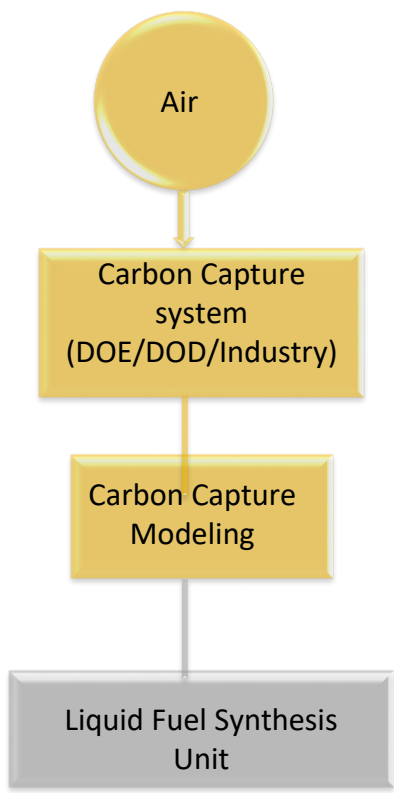 Air
Carbon Capture
system
(DOE/DOD/Industry)
Carbon Capture
Modeling
Liquid Fuel Synthesis
Unit